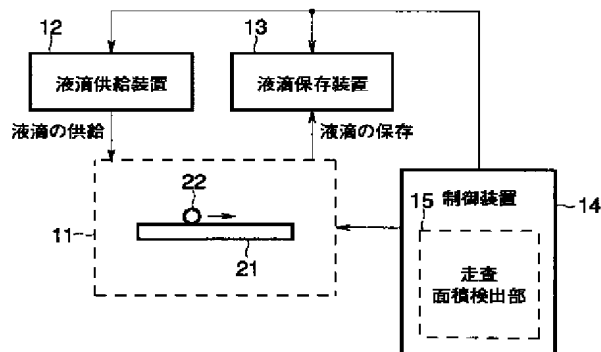 12
液滴供給装置
13
液滴保存装置
液滴の供給
液滴の保存
22
11
21
制御装置
14
15
走査
面積検出部